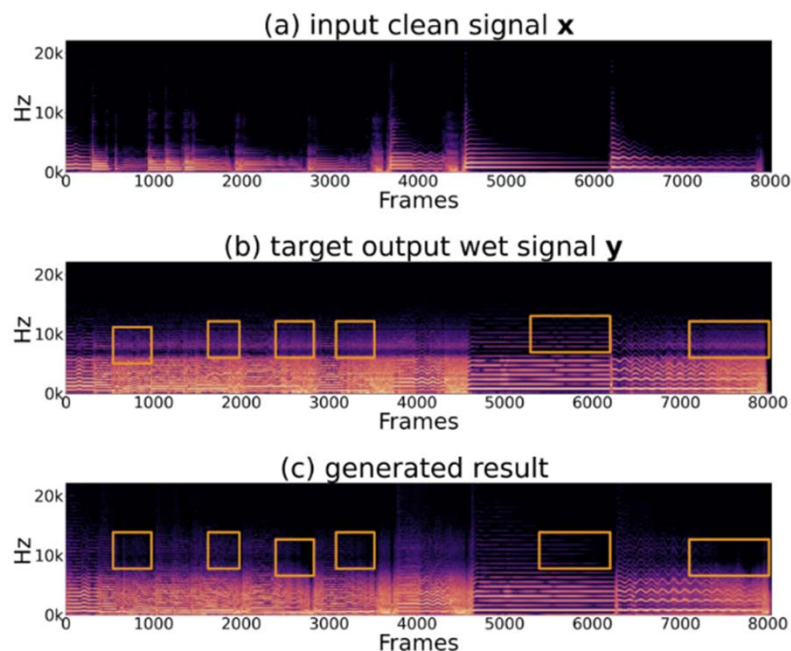 (a) input clean signal x
20k
Hz
10k
0k
0 1000 2000 3000 4000 5000 6000 7000 8000
Frames
(b) target output wet signal y
20k
Hz
10k
0k
0 1000 2000 3000 4000 5000 6000 7000 8000
Frames
(c) generated result
20k
Hz
10k
0k
0 1000 2000 3000 4000 5000 6000 7000 8000
Frames